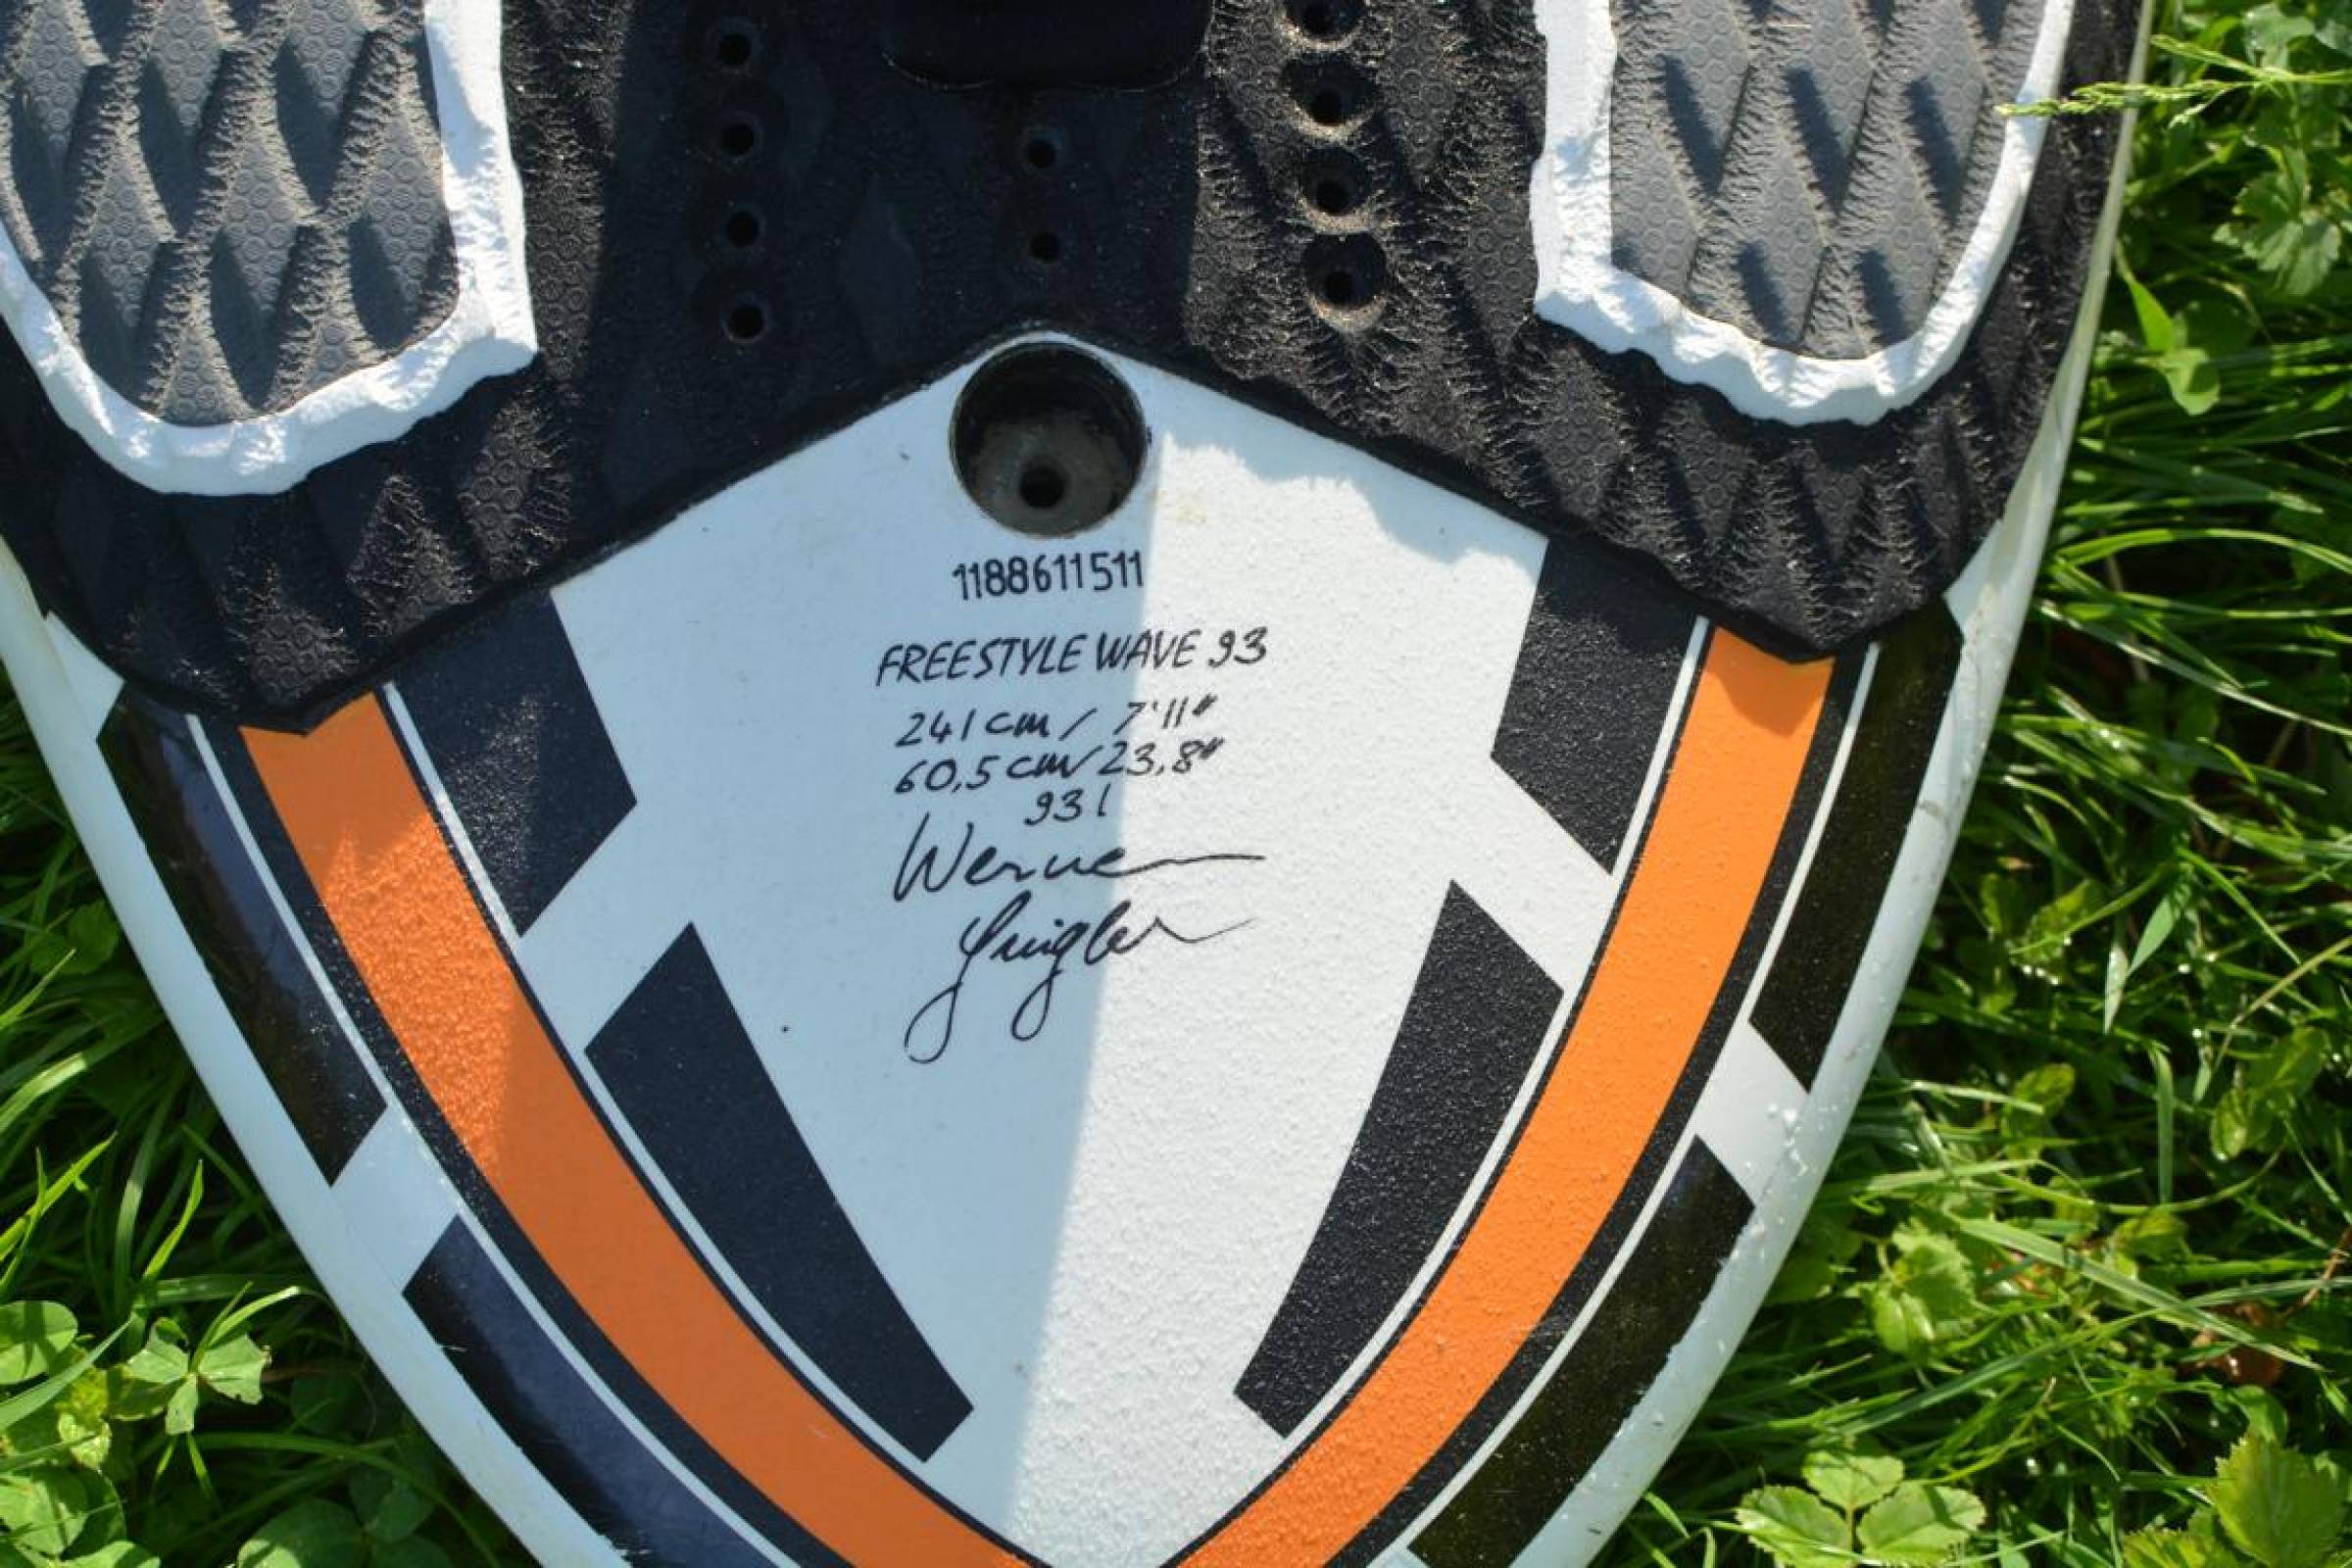 1188611511
FREESTYLE WAVE 93
241 cm / 7'11"
60,5 cm/23,8"
93 l
Werner
Gnigler